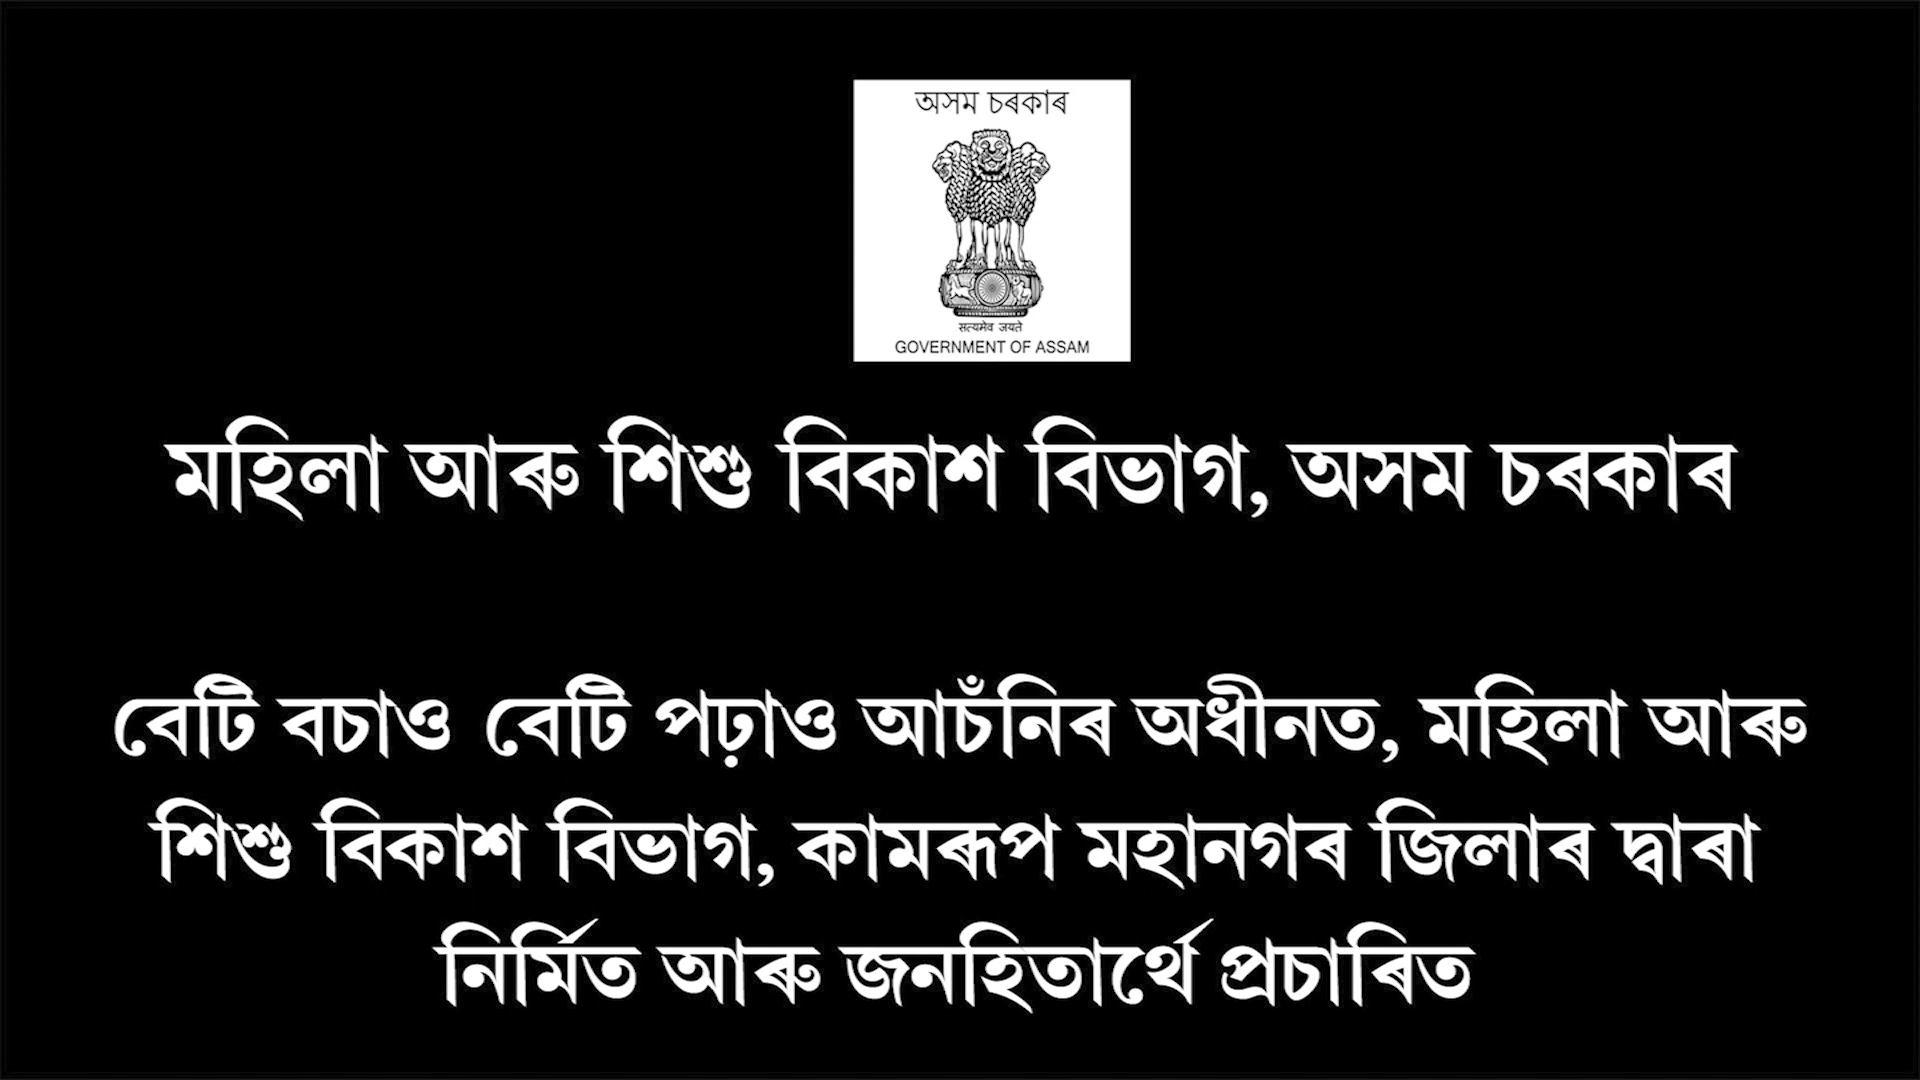 অসম চৰকাৰ
सत्यमेव जयते
GOVERNMENT OF ASSAM
মহিলা আৰু শিশু বিকাশ বিভাগ, অসম চৰকাৰ
বেটি বচাও বেটি পঢ়াও আচঁনিৰ অধীনত, মহিলা আৰু
শিশু বিকাশ বিভাগ, কামৰূপ মহানগৰ জিলাৰ দ্বাৰা
নিৰ্মিত আৰু জনহিতাৰ্থে প্ৰচাৰিত